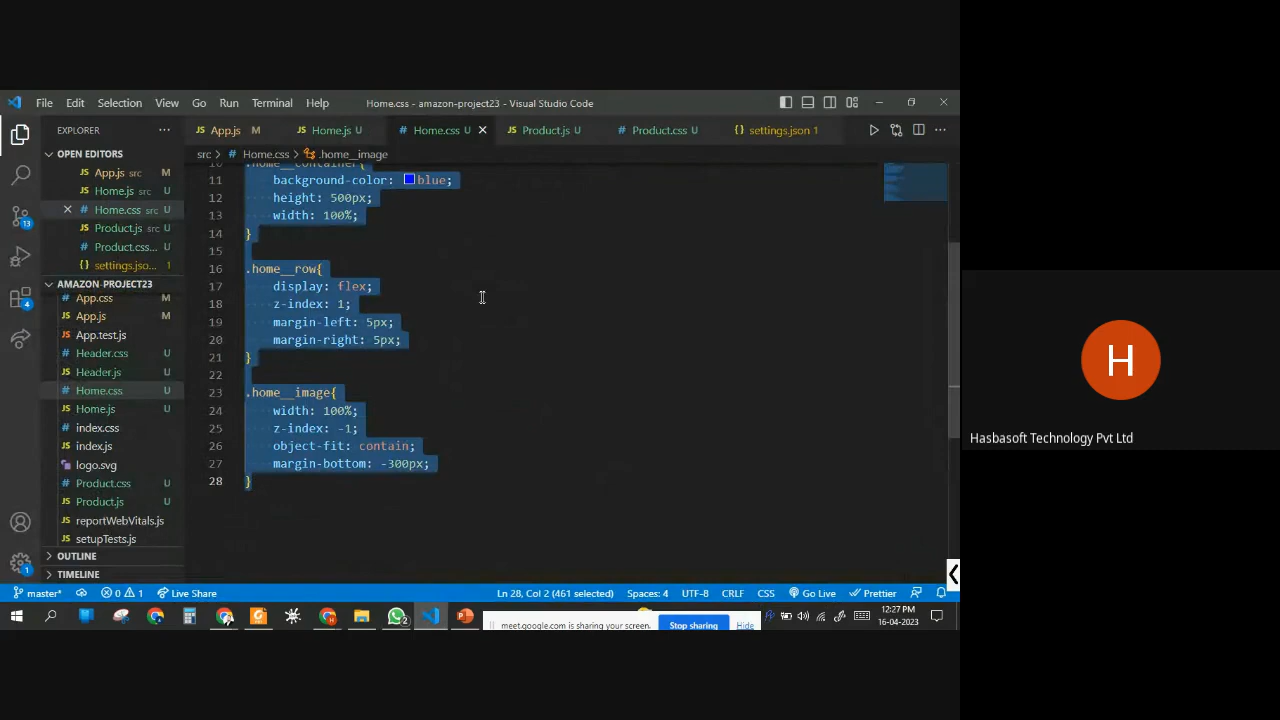 File Edit Selection View Go Run Terminal Help Home.css - amazon-project23 - Visual Studio Code
EXPLORER
App.js M Home.js U Home.css U Product.js U Product.css U settings.json 1
OPEN EDITORS
src > Home.css > .home__image
App.js src M
Home.js src U
Home.css src U
Product.js src U
Product.css... U
settings.jso... 1
AMAZON-PROJECT23
App.css M
App.js M
App.test.js
Header.css U
Header.js U
Home.css U
Home.js U
index.css
index.js
logo.svg
Product.css U
Product.js U
reportWebVitals.js
setupTests.js
OUTLINE
TIMELINE
13
4
1
10 .home__container{
11 background-color: blue;
12 height: 500px;
13 width: 100%;
14 }
15
16 .home__row{
17 display: flex;
18 z-index: 1;
19 margin-left: 5px;
20 margin-right: 5px;
21 }
22
23 .home__image{
24 width: 100%;
25 z-index: -1;
26 object-fit: contain;
27 margin-bottom: -300px;
28 }
master* 0 1 Live Share Ln 28, Col 2 (461 selected) Spaces: 4 UTF-8 CRLF CSS Go Live Prettier
meet.google.com is sharing your screen. Stop sharing Hide
12:27 PM
16-04-2023
H
Hasbasoft Technology Pvt Ltd